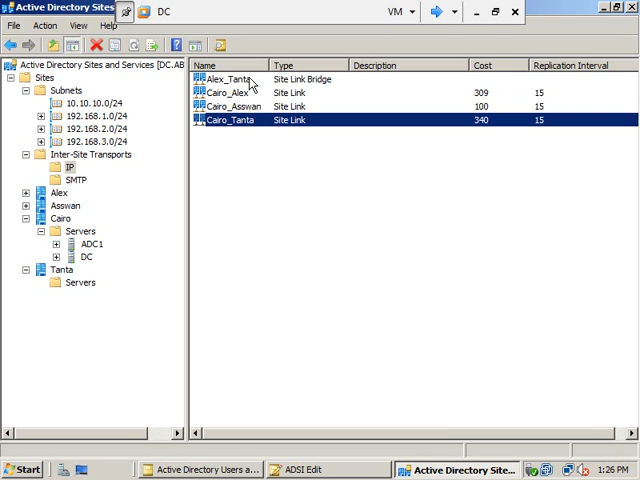 Active Directory Sites
DC
VM
File Action View Help
Active Directory Sites and Services [DC.AB
Sites
Subnets
10.10.10.0/24
192.168.1.0/24
192.168.2.0/24
192.168.3.0/24
Inter-Site Transports
IP
SMTP
Alex
Asswan
Cairo
Servers
ADC1
DC
Tanta
Servers
Name Type Description Cost Replication Interval
Alex_Tanta Site Link Bridge
Cairo_Alex Site Link 309 15
Cairo_Asswan Site Link 100 15
Cairo_Tanta Site Link 340 15
Start Active Directory Users a... ADSI Edit Active Directory Site... 1:26 PM